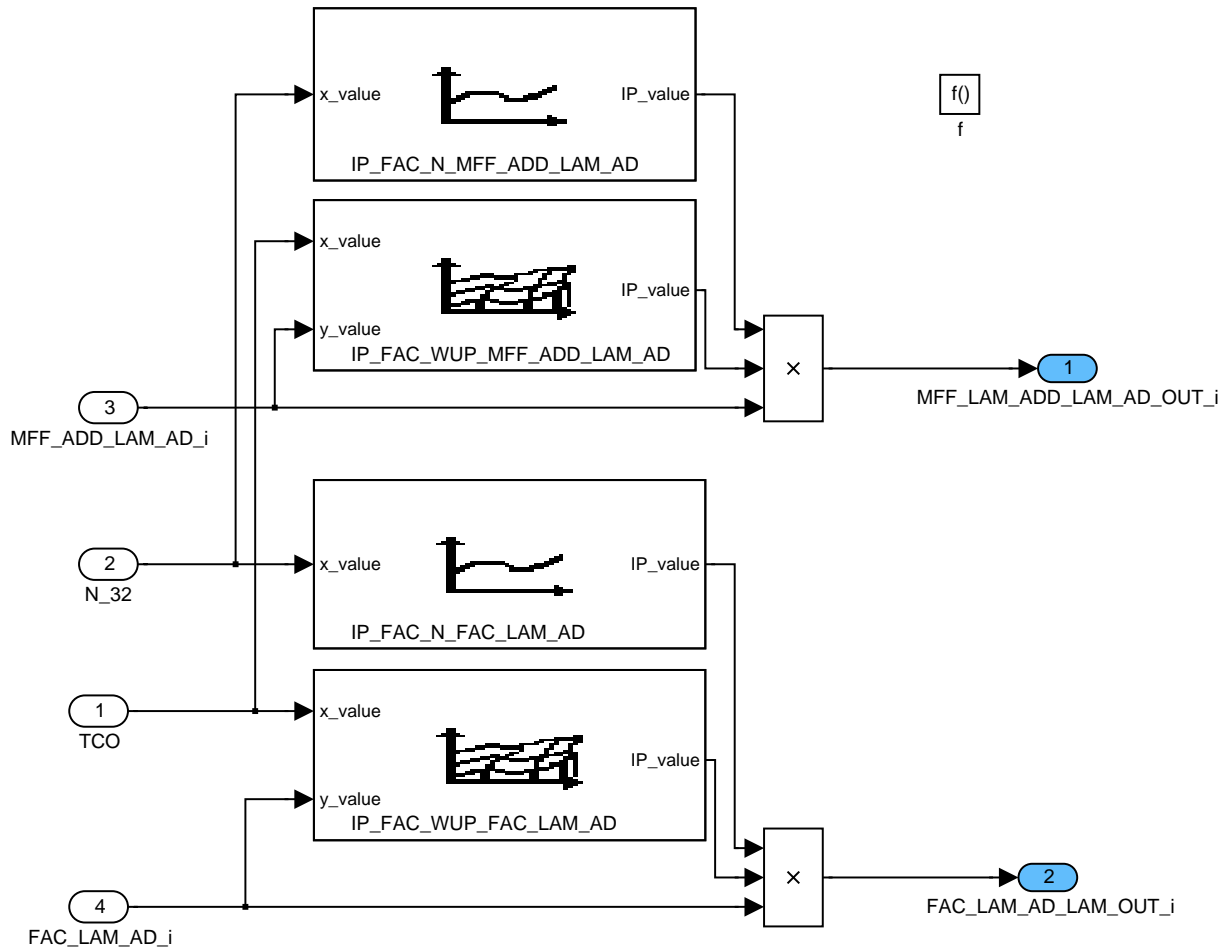 x_value
IP_value
IP_FAC_N_MFF_ADD_LAM_AD
f()
f
x_value
y_value
IP_value
IP_FAC_WUP_MFF_ADD_LAM_AD
×
1
MFF_LAM_ADD_LAM_AD_OUT_i
3
MFF_ADD_LAM_AD_i
2
N_32
x_value
IP_value
IP_FAC_N_FAC_LAM_AD
1
TCO
x_value
y_value
IP_value
IP_FAC_WUP_FAC_LAM_AD
×
2
FAC_LAM_AD_LAM_OUT_i
4
FAC_LAM_AD_i